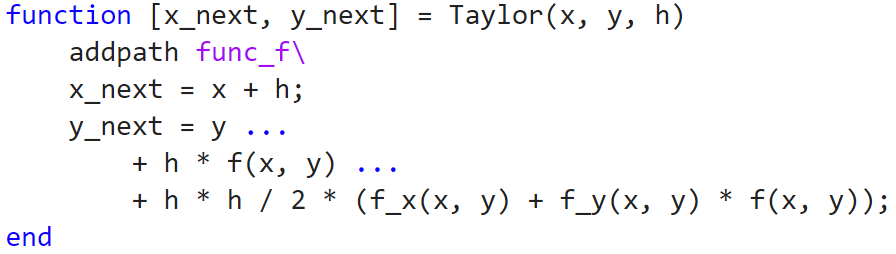 function [x_next, y_next] = Taylor(x, y, h)
    addpath func_f\
    x_next = x + h;
    y_next = y ...
        + h * f(x, y) ...
        + h * h / 2 * (f_x(x, y) + f_y(x, y) * f(x, y));
end